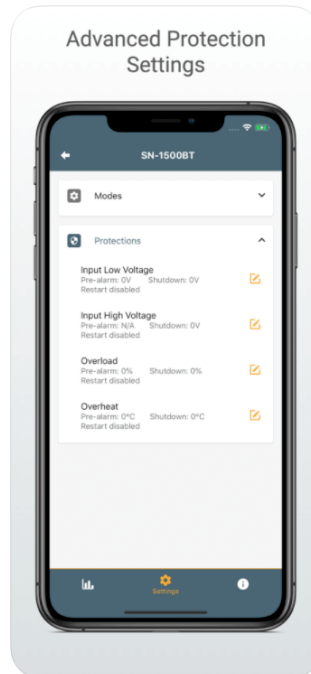 Advanced Protection
Settings
SN-1500BT
Modes
Protections
Input Low Voltage
Pre-alarm: 0V Shutdown: 0V
Restart disabled
Input High Voltage
Pre-alarm: N/A Shutdown: 0V
Restart disabled
Overload
Pre-alarm: 0% Shutdown: 0%
Restart disabled
Overheat
Pre-alarm: 0°C Shutdown: 0°C
Restart disabled
Settings